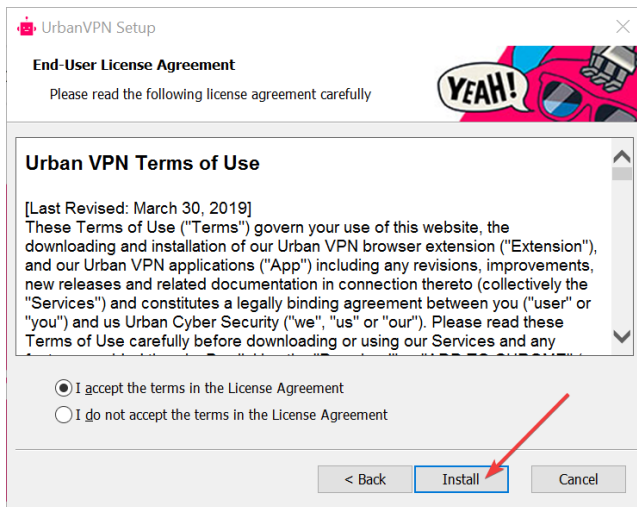 UrbanVPN Setup
End-User License Agreement
Please read the following license agreement carefully
YEAH!
Urban VPN Terms of Use
[Last Revised: March 30, 2019]
These Terms of Use ("Terms") govern your use of this website, the
downloading and installation of our Urban VPN browser extension ("Extension"),
and our Urban VPN applications ("App") including any revisions, improvements,
new releases and related documentation in connection thereto (collectively the
"Services") and constitutes a legally binding agreement between you ("user" or
"you") and us Urban Cyber Security ("we", "us" or "our"). Please read these
Terms of Use carefully before downloading or using our Services and any
I accept the terms in the License Agreement
I do not accept the terms in the License Agreement
< Back
Install
Cancel